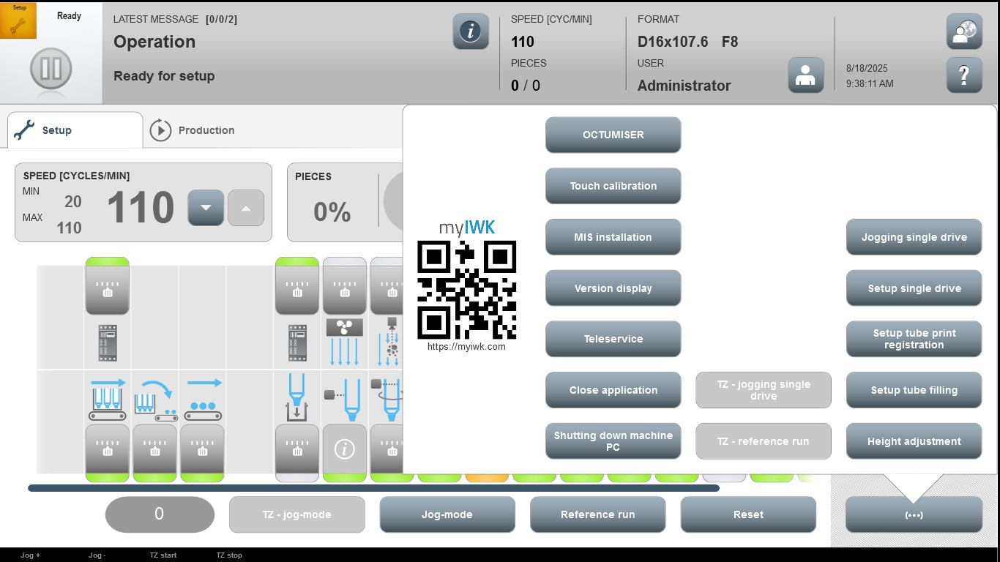 Setup
Ready
LATEST MESSAGE [0/0/2]
Operation
Ready for setup
SPEED [CYC/MIN]
110
PIECES
0 / 0
FORMAT
D16x107.6 F8
USER
Administrator
8/18/2025
9:38:11 AM
?
Setup
Production
SPEED [CYCLES/MIN]
MIN
20
MAX
110
110
PIECES
0%
myIWK
https://myiwk.com
OCTUMISER
Touch calibration
MIS installation
Version display
Teleservice
Close application
Shutting down machine
PC
TZ - jogging single
drive
TZ - reference run
Jogging single drive
Setup single drive
Setup tube print
registration
Setup tube filling
Height adjustment
0
TZ - jog-mode
Jog-mode
Reference run
Reset
(•••)
Jog +
Jog -
TZ start
TZ stop